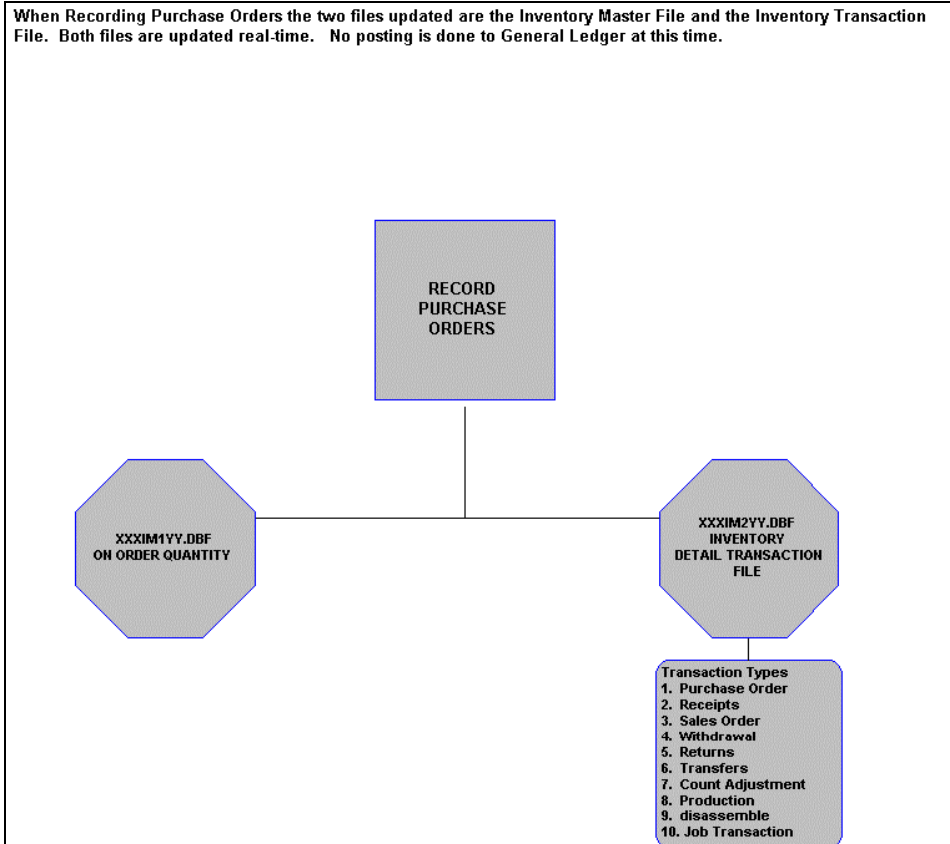 When Recording Purchase Orders the two files updated are the Inventory Master File and the Inventory Transaction
File.  Both files are updated real-time.   No posting is done to General Ledger at this time.
RECORD
PURCHASE
ORDERS
XXXIM1YY.DBF
ON ORDER QUANTITY
XXXIM2YY.DBF
INVENTORY
DETAIL TRANSACTION
FILE
Transaction Types
1.  Purchase Order
2.  Receipts
3.  Sales Order
4.  Withdrawal
5.  Returns
6.  Transfers
7.  Count Adjustment
8.  Production
9.  disassemble
10. Job Transaction